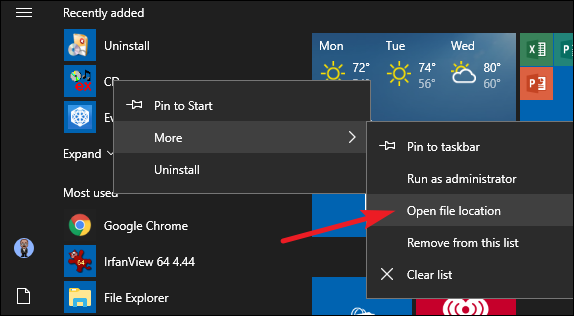 Recently added
Uninstall
CD
Ev
Expand
Most used
Google Chrome
IrfanView 64 4.44
File Explorer
Pin to Start
More
Uninstall
Pin to taskbar
Run as administrator
Open file location
Remove from this list
Clear list
Mon Tue Wed
72° 74° 80°
56° 60°